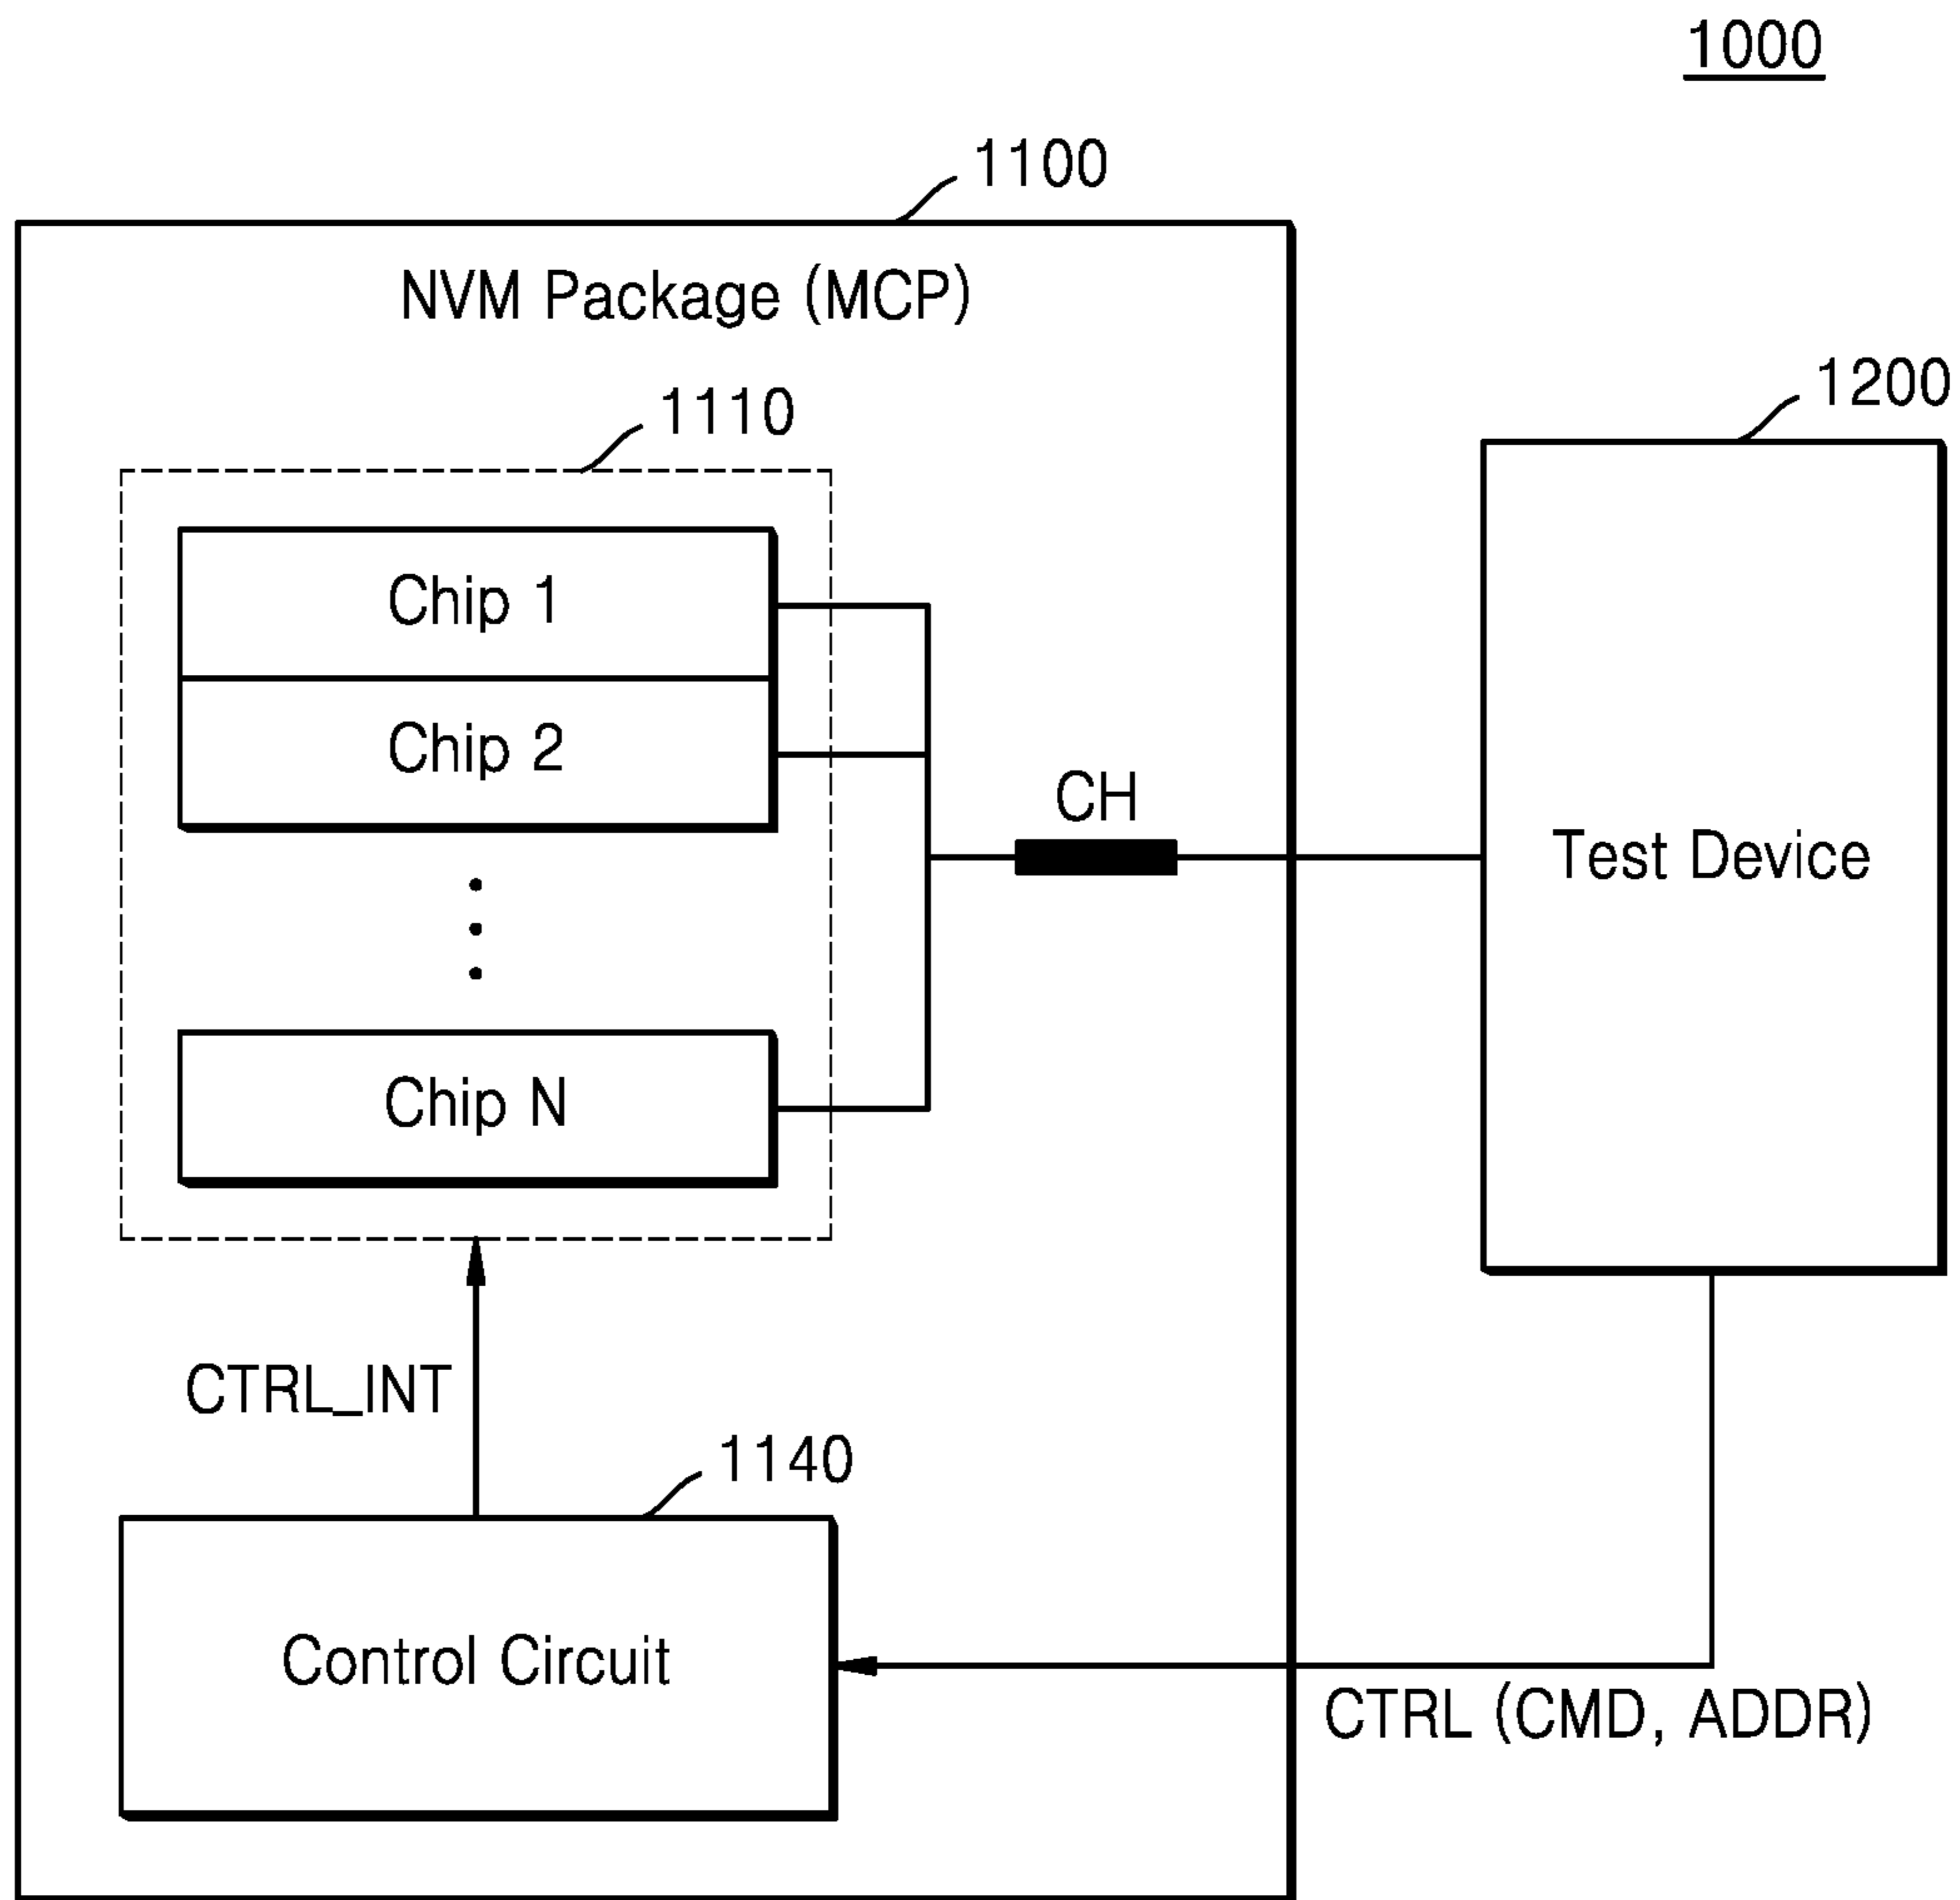 1000
1100
NVM Package (MCP)
1110
1200
Chip 1
Chip 2
CH
Test Device
Chip N
CTRL_INT
1140
Control Circuit
CTRL (CMD, ADDR)